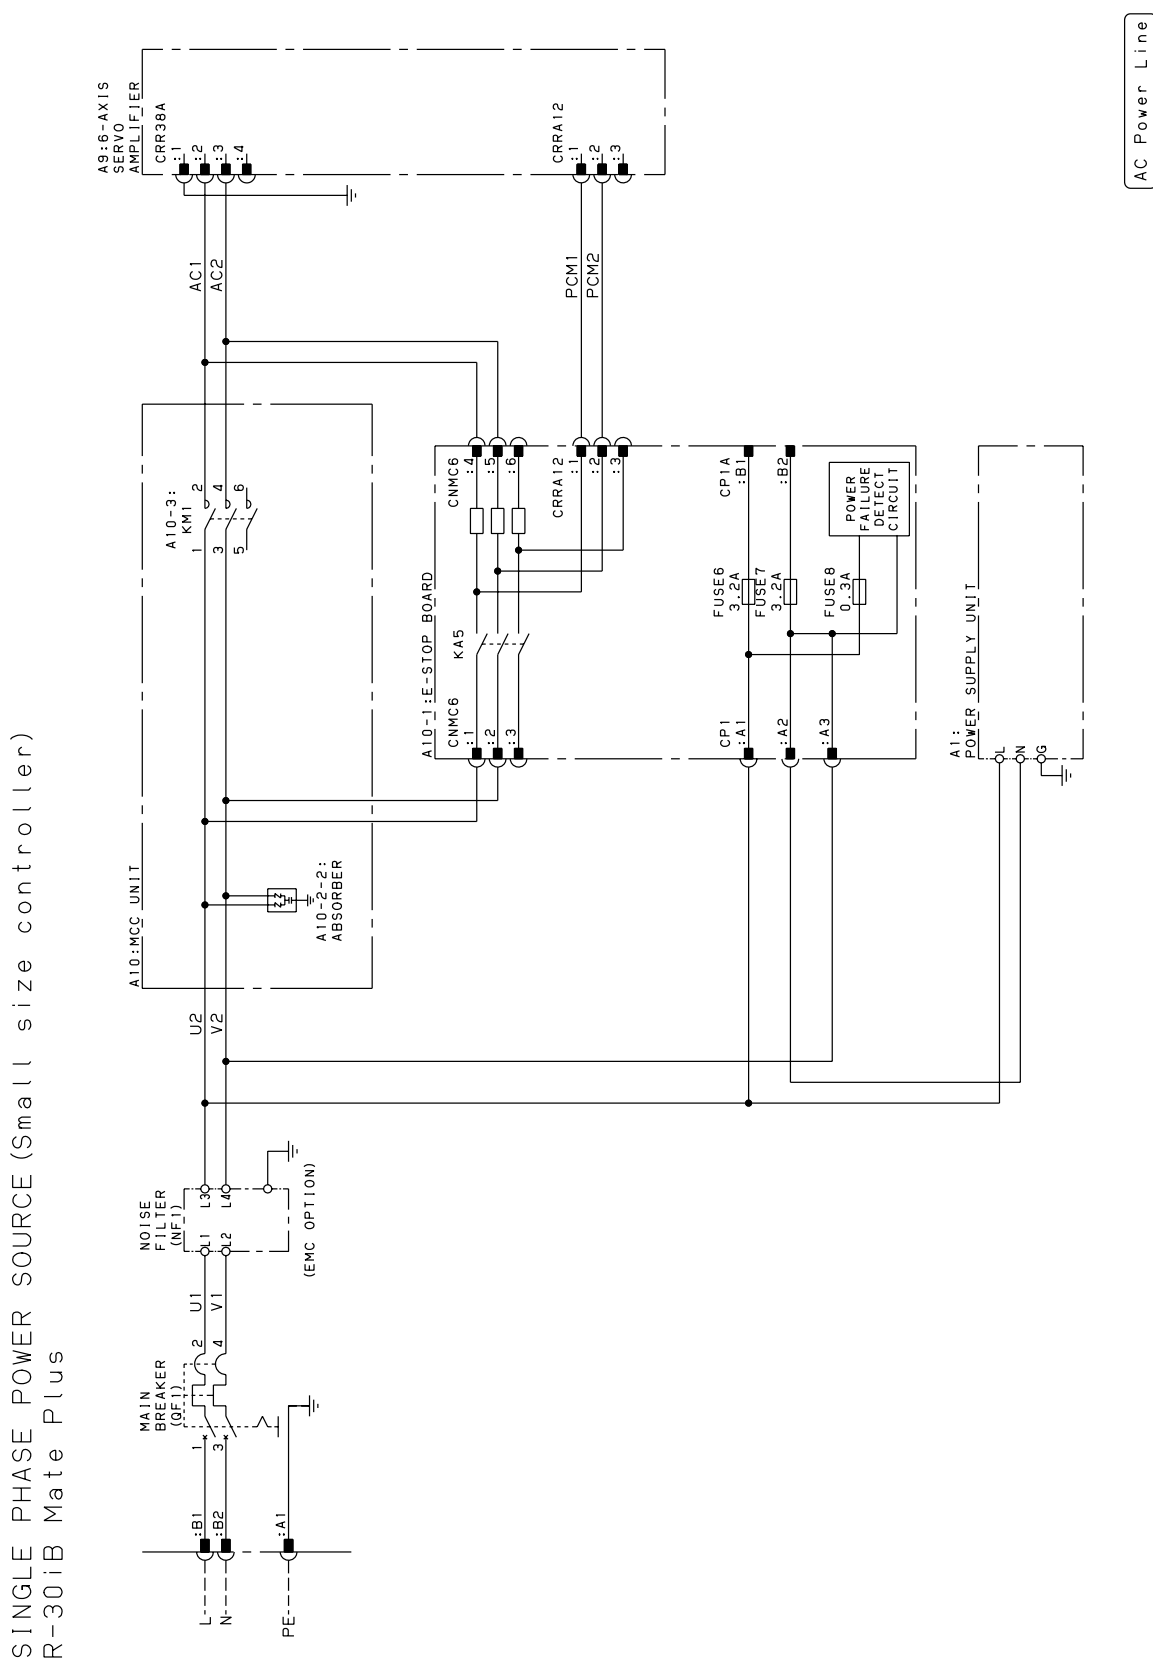 SINGLE PHASE POWER SOURCE (Small size controller)
R-30iB Mate Plus
L
N
PE
:B1
:B2
:A1
MAIN
BREAKER
(QF1)
1
3
2
4
U1
V1
NOISE
FILTER
(NF1)
L1
L2
L3
L4
(EMC OPTION)
U2
V2
A10:MCC UNIT
A10-2-2:
ABSORBER
A10-3:
KM1
1
3
5
2
4
6
AC1
AC2
A9:6-AXIS
SERVO
AMPLIFIER
CRR38A
:1
:2
:3
:4
CRRA12
:1
:2
:3
PCM1
PCM2
A10-1:E-STOP BOARD
CNMC6
:1
:2
:3
KA5
CNMC6
:4
:5
:6
CRRA12
:1
:2
:3
CP1
:A1
:A2
:A3
FUSE6
3.2A
FUSE7
3.2A
FUSE8
0.3A
CP1A
:B1
:B2
POWER
FAILURE
DETECT
CIRCUIT
A1:
POWER SUPPLY UNIT
L
N
G
AC Power Line